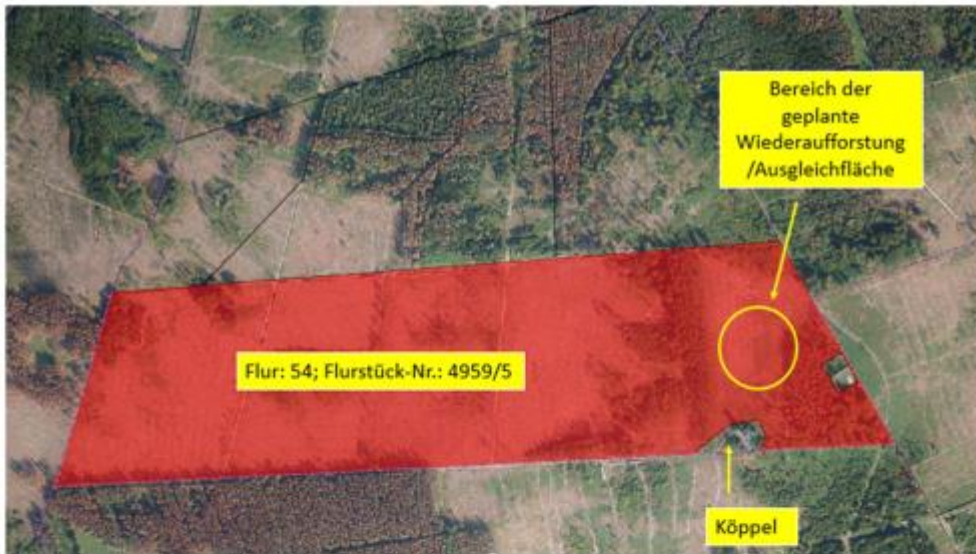 Bereich der
geplante
Wiederaufforstung
/Ausgleichfläche
Flur: 54; Flurstück-Nr.: 4959/5
Köppel